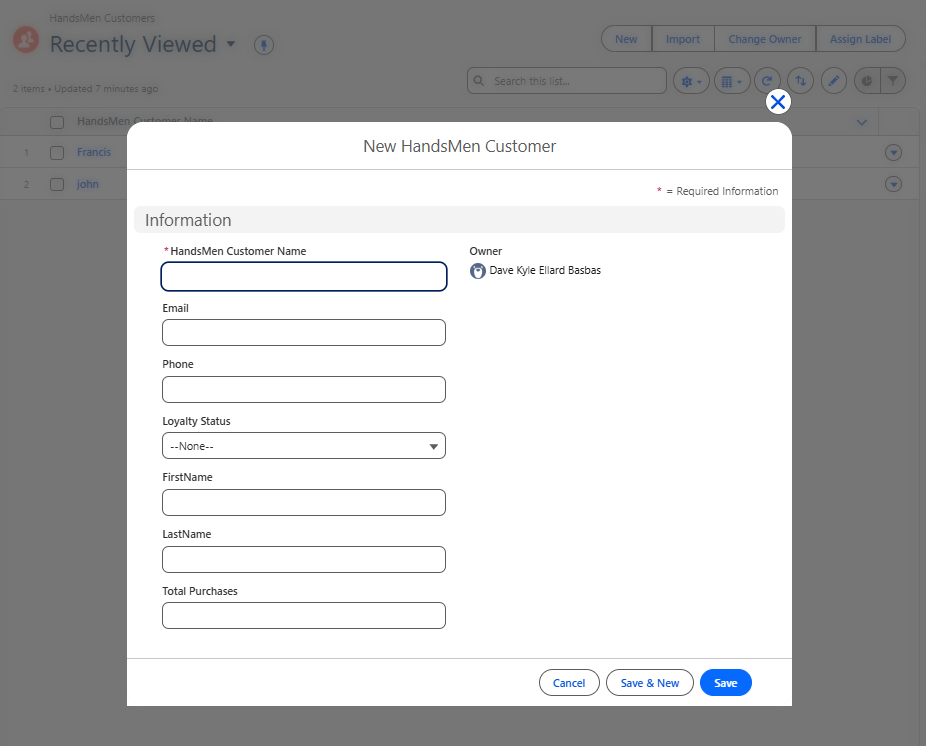 HandsMen Customers
Recently Viewed
New Import Change Owner Assign Label
2 items • Updated 7 minutes ago
Search this list...
HandsMen Customer Name
1 Francis
2 john
New HandsMen Customer
* = Required Information
Information
*HandsMen Customer Name
Owner
Dave Kyle Ellard Basbas
Email
Phone
Loyalty Status
--None--
FirstName
LastName
Total Purchases
Cancel Save & New Save